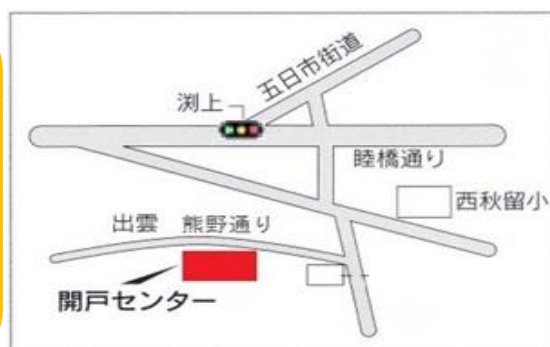 渕上
五日市街道
睦橋通り
西秋留小
出雲 熊野通り
開戸センター